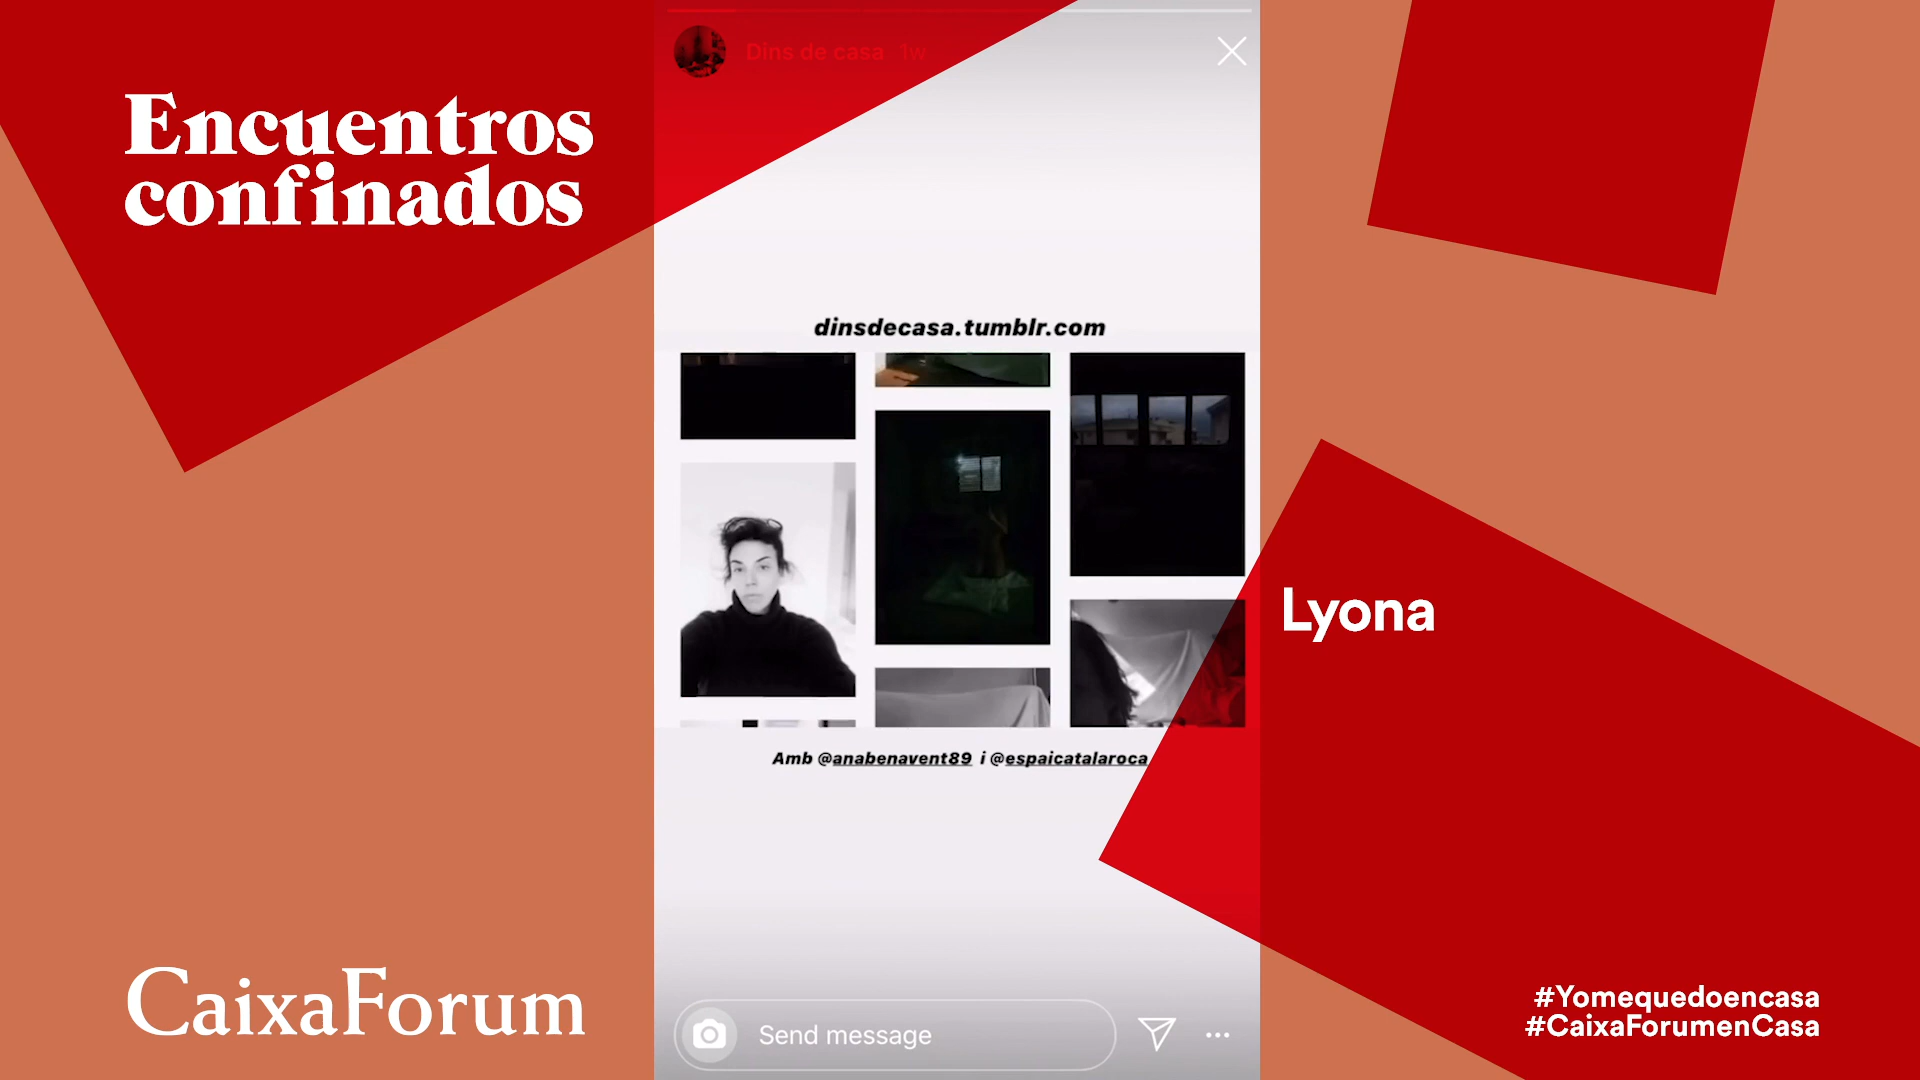 Encuentros
confinados
Dins de casa 1w
dinsdecasa.tumblr.com
Amb @anabenavent89 i @espaicatalaroca
Lyona
Send message
CaixaForum
#Yomequedoencasa
#CaixaForumenCasa